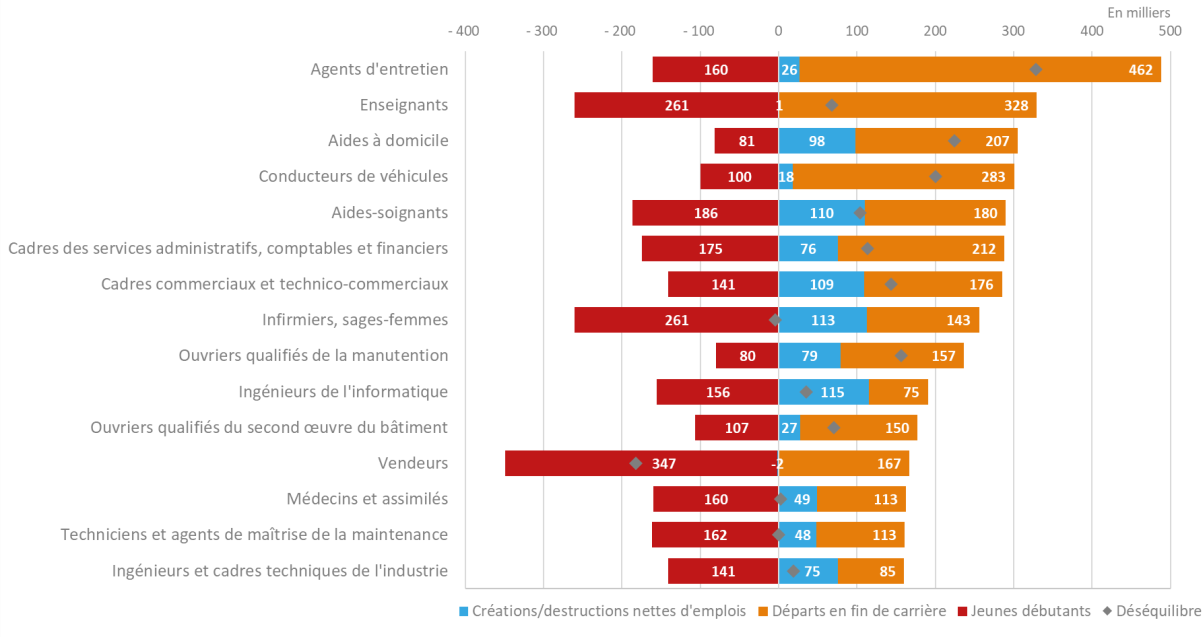 En milliers
- 400 - 300 - 200 - 100 0 100 200 300 400 500
Agents d'entretien 160 26 462
Enseignants 261 1 328
Aides à domicile 81 98 207
Conducteurs de véhicules 100 18 283
Aides-soignants 186 110 180
Cadres des services administratifs, comptables et financiers 175 76 212
Cadres commerciaux et technico-commerciaux 141 109 176
Infirmiers, sages-femmes 261 113 143
Ouvriers qualifiés de la manutention 80 79 157
Ingénieurs de l'informatique 156 115 75
Ouvriers qualifiés du second œuvre du bâtiment 107 27 150
Vendeurs 347 -2 167
Médecins et assimilés 160 49 113
Techniciens et agents de maîtrise de la maintenance 162 48 113
Ingénieurs et cadres techniques de l'industrie 141 75 85
Créations/destructions nettes d'emplois Départs en fin de carrière Jeunes débutants Déséquilibre